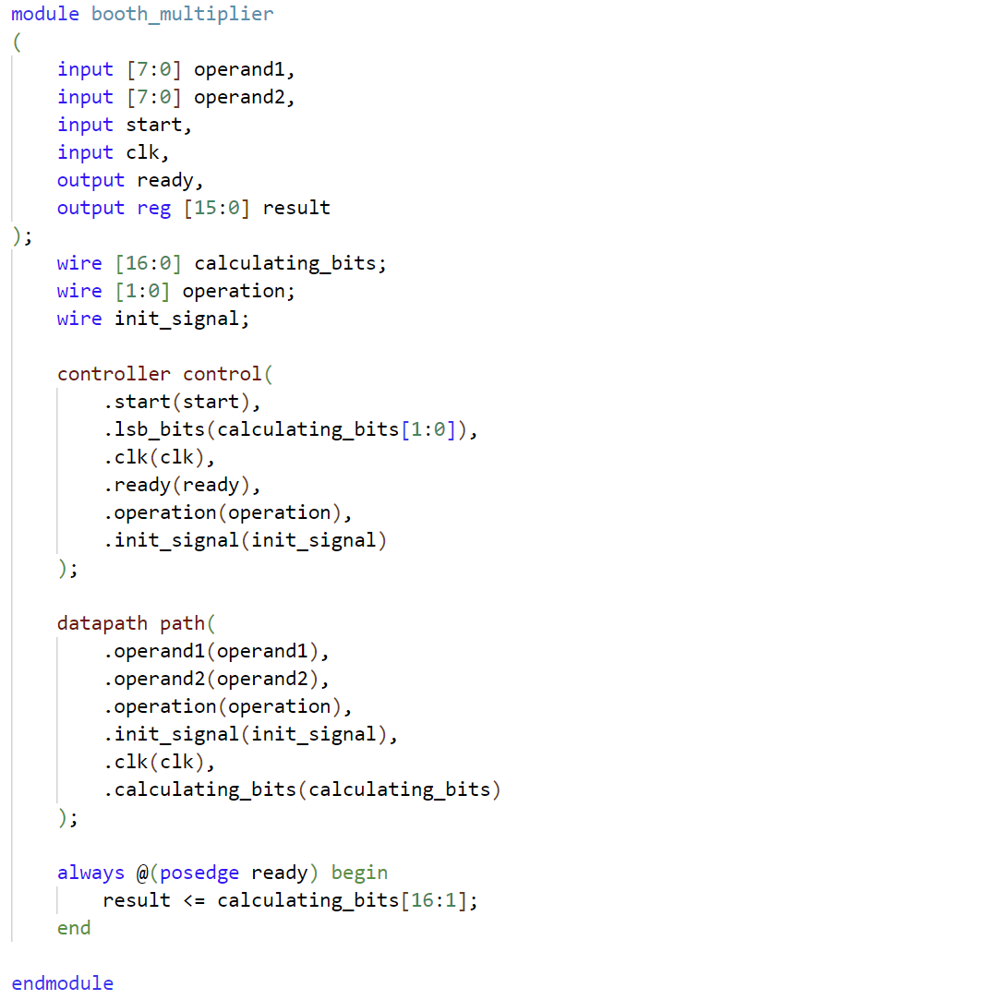 module booth_multiplier
(
    input [7:0] operand1,
    input [7:0] operand2,
    input start,
    input clk,
    output ready,
    output reg [15:0] result
);
    wire [16:0] calculating_bits;
    wire [1:0] operation;
    wire init_signal;

    controller control(
        .start(start),
        .lsb_bits(calculating_bits[1:0]),
        .clk(clk),
        .ready(ready),
        .operation(operation),
        .init_signal(init_signal)
    );

    datapath path(
        .operand1(operand1),
        .operand2(operand2),
        .operation(operation),
        .init_signal(init_signal),
        .clk(clk),
        .calculating_bits(calculating_bits)
    );

    always @(posedge ready) begin
        result <= calculating_bits[16:1];
    end

endmodule